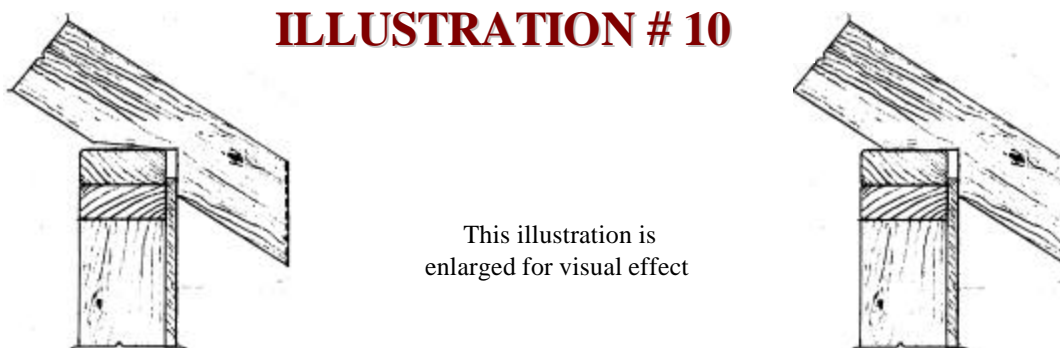 ILLUSTRATION # 10
This illustration is
enlarged for visual effect